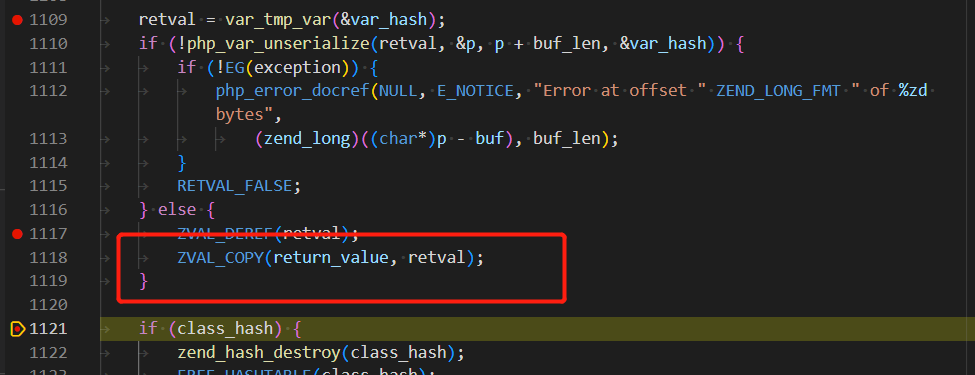 1109 retval = var_tmp_var(&var_hash);
1110 if (!php_var_unserialize(retval, &p, p + buf_len, &var_hash)) {
1111 if (!EG(exception)) {
1112 php_error_docref(NULL, E_NOTICE, "Error at offset " ZEND_LONG_FMT " of %zd
bytes",
1113 (zend_long)((char*)p - buf), buf_len);
1114 }
1115 RETVAL_FALSE;
1116 } else {
1117 ZVAL_DEREF(retval);
1118 ZVAL_COPY(return_value, retval);
1119 }
1120
1121 if (class_hash) {
1122 zend_hash_destroy(class_hash);